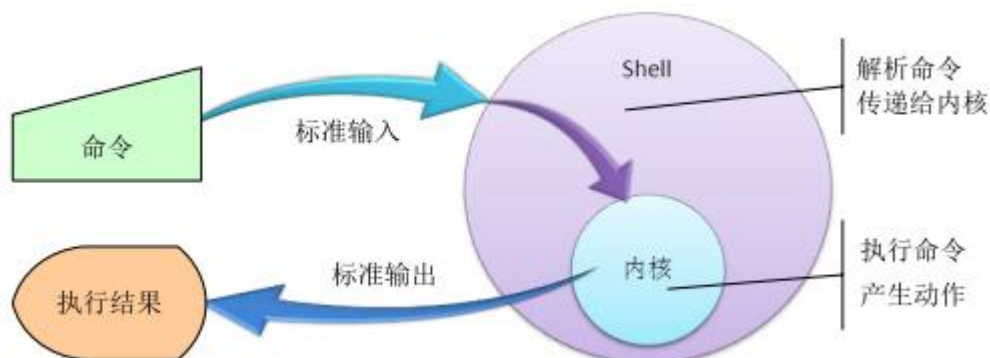 Shell
解析命令
传递给内核
标准输入
命令
执行命令
产生动作
内核
标准输出
执行结果